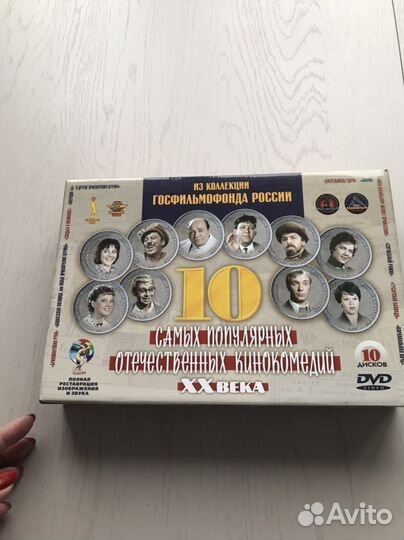 ИЗ КОЛЛЕКЦИИ
ГОСФИЛЬМОФОНДА РОССИИ
10
САМЫХ ПОПУЛЯРНЫХ
ОТЕЧЕСТВЕННЫХ КИНОКОМЕДИЙ
XX ВЕКА
ПОЛНАЯ
РЕСТАВРАЦИЯ
ИЗОБРАЖЕНИЯ
И ЗВУКА
10
ДИСКОВ
DVD
VIDEO
Avito